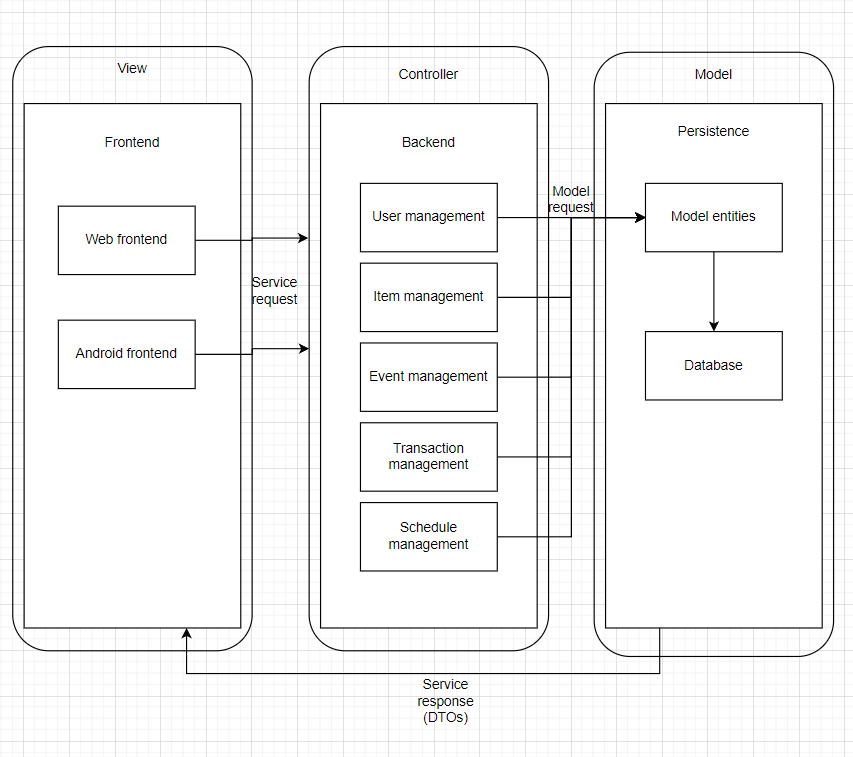 View
Frontend
Web frontend
Android frontend
Service
request
Controller
Backend
User management
Item management
Event management
Transaction
management
Schedule
management
Model
request
Model
Persistence
Model entities
Database
Service
response
(DTOs)